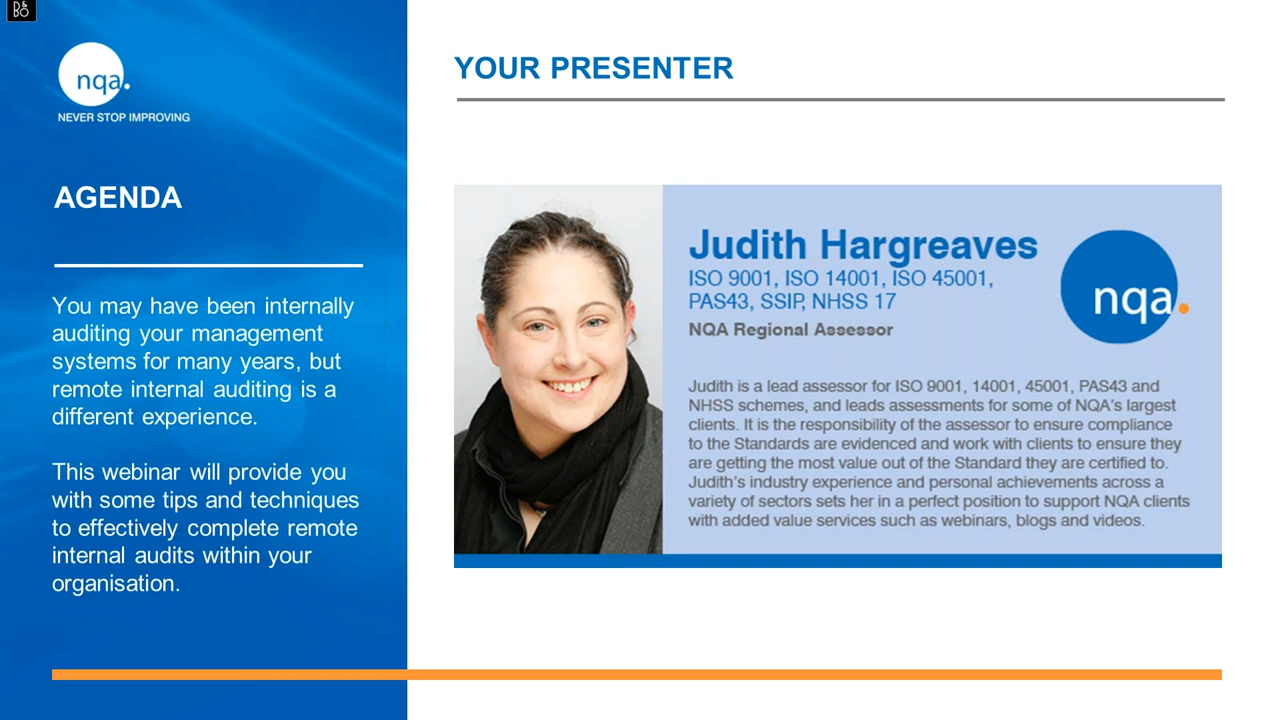 B&
BO
nqa.
NEVER STOP IMPROVING
AGENDA
You may have been internally
auditing your management
systems for many years, but
remote internal auditing is a
different experience.
This webinar will provide you
with some tips and techniques
to effectively complete remote
internal audits within your
organisation.
YOUR PRESENTER
Judith Hargreaves
ISO 9001, ISO 14001, ISO 45001,
PAS43, SSIP, NHSS 17
NQA Regional Assessor
nqa.
Judith is a lead assessor for ISO 9001, 14001, 45001, PAS43 and
NHSS schemes, and leads assessments for some of NQA's largest
clients. It is the responsibility of the assessor to ensure compliance
to the Standards are evidenced and work with clients to ensure they
are getting the most value out of the Standard they are certified to.
Judith's industry experience and personal achievements across a
variety of sectors sets her in a perfect position to support NQA clients
with added value services such as webinars, blogs and videos.